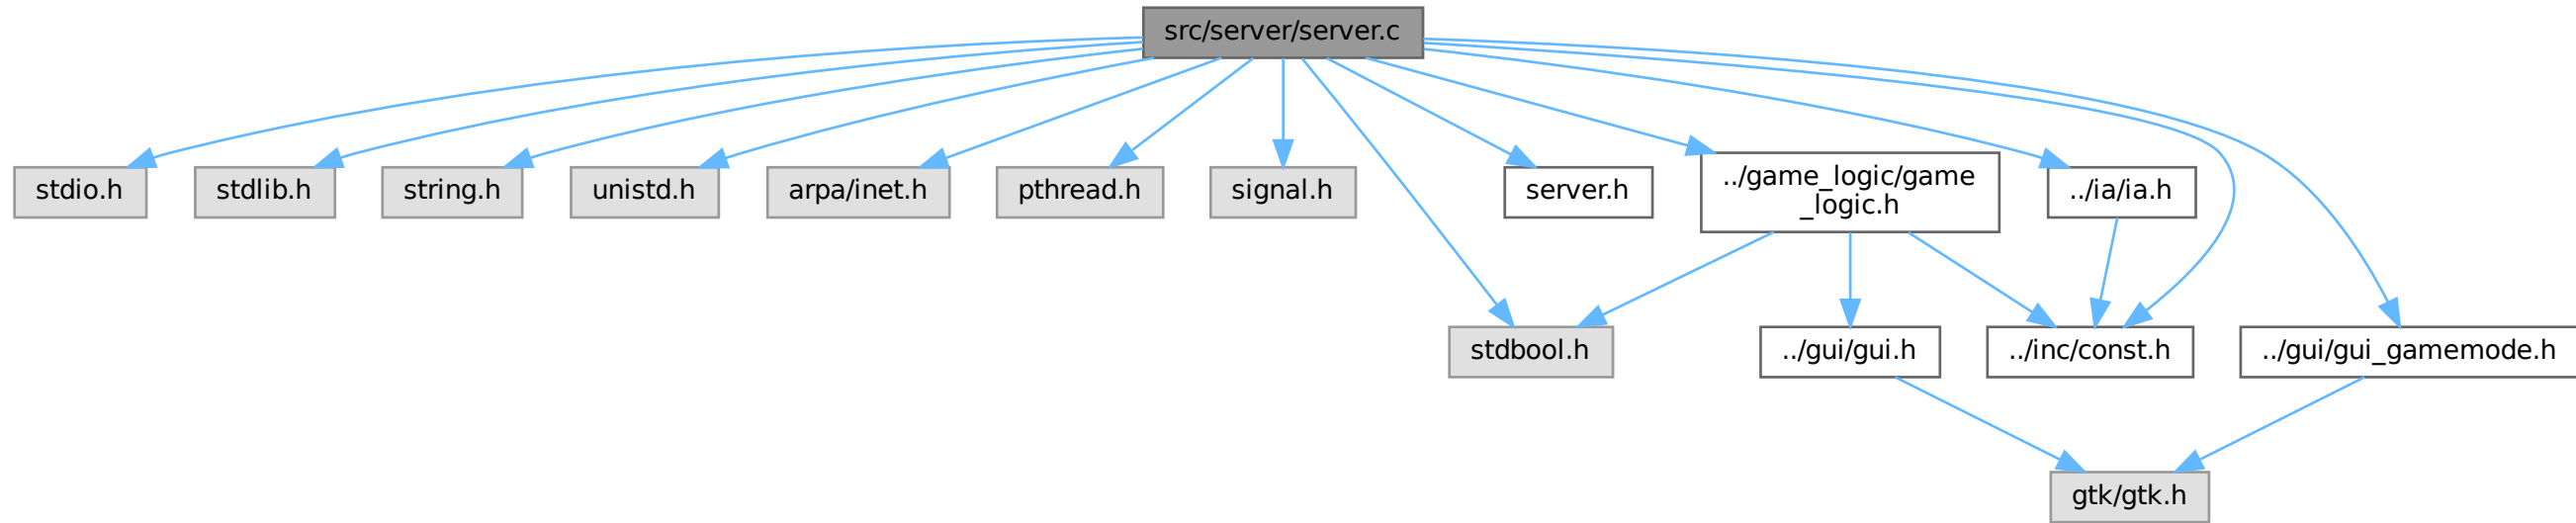 src/server/server.c
stdio.h
stdlib.h
string.h
unistd.h
arpa/inet.h
pthread.h
signal.h
server.h
../game_logic/game
_logic.h
../ia/ia.h
stdbool.h
../gui/gui.h
../inc/const.h
../gui/gui_gamemode.h
gtk/gtk.h